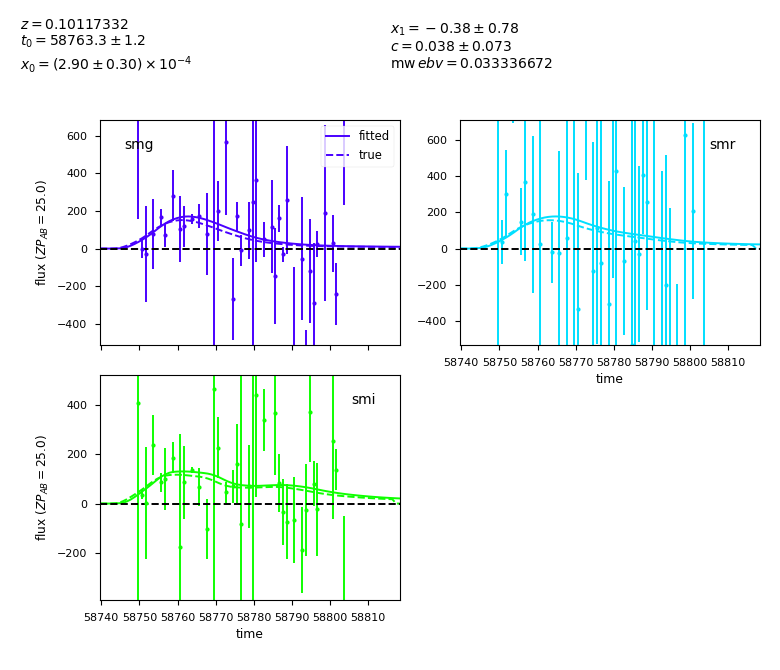 z = 0.10117332
t₀ = 58763.3 ± 1.2
x₀ = (2.90 ± 0.30) × 10⁻⁴
x₁ = −0.38 ± 0.78
c = 0.038 ± 0.073
mw ebv = 0.033336672
smg
fitted
true
600
400
200
0
−200
−400
flux (ZP_AB = 25.0)
smr
600
400
200
0
−200
−400
58740 58750 58760 58770 58780 58790 58800 58810
time
smi
400
200
0
−200
flux (ZP_AB = 25.0)
58740 58750 58760 58770 58780 58790 58800 58810
time